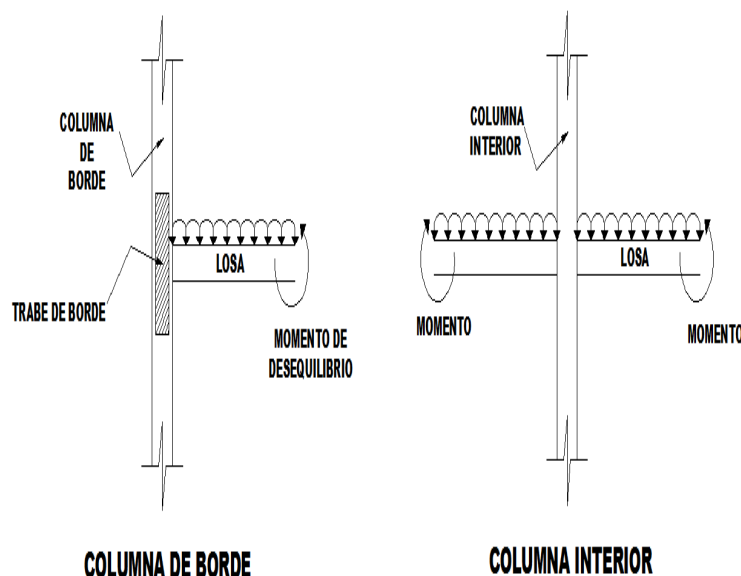 COLUMNA
DE
BORDE
LOSA
TRABE DE BORDE
MOMENTO DE
DESEQUILIBRIO
COLUMNA DE BORDE
COLUMNA
INTERIOR
LOSA
MOMENTO
MOMENTO
COLUMNA INTERIOR